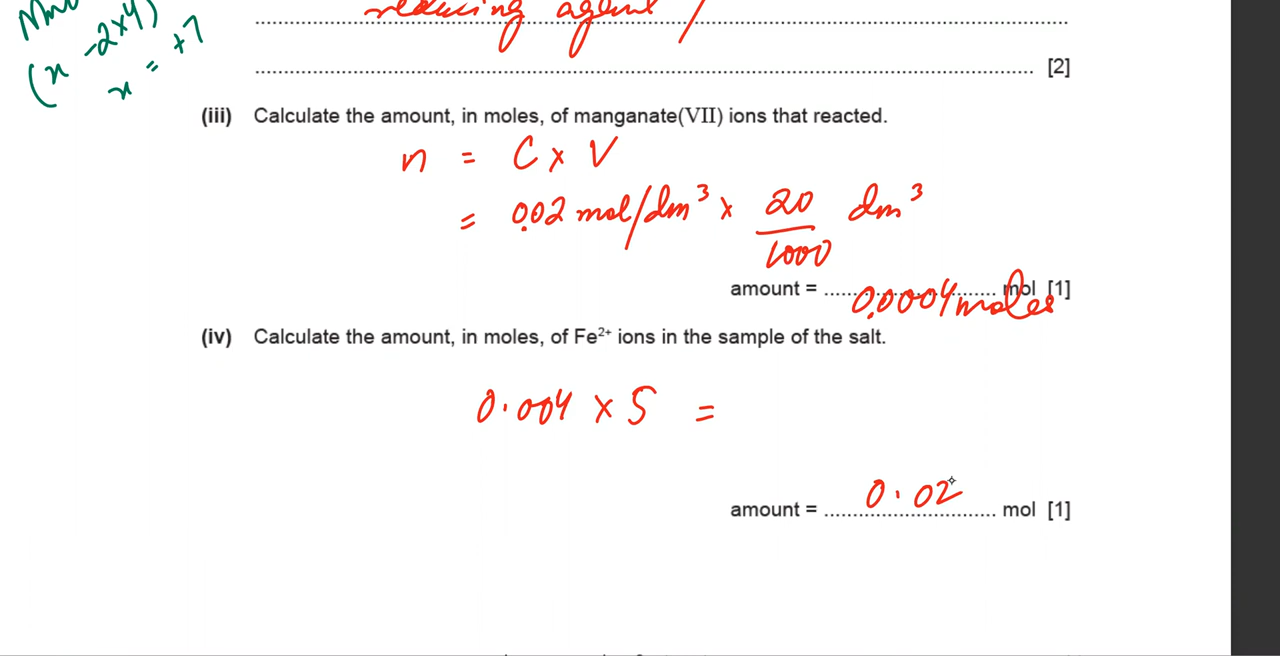 Mno
(x -2x4)
x = +7
reducing agent
[2]
(iii) Calculate the amount, in moles, of manganate(VII) ions that reacted.
n = C x V
= 0.02 mol/dm³ x 20/1000 dm³
amount = ........................ mol [1]
0.0004 moles
(iv) Calculate the amount, in moles, of Fe²⁺ ions in the sample of the salt.
0.004 x 5 =
0.02
amount = ........................ mol [1]